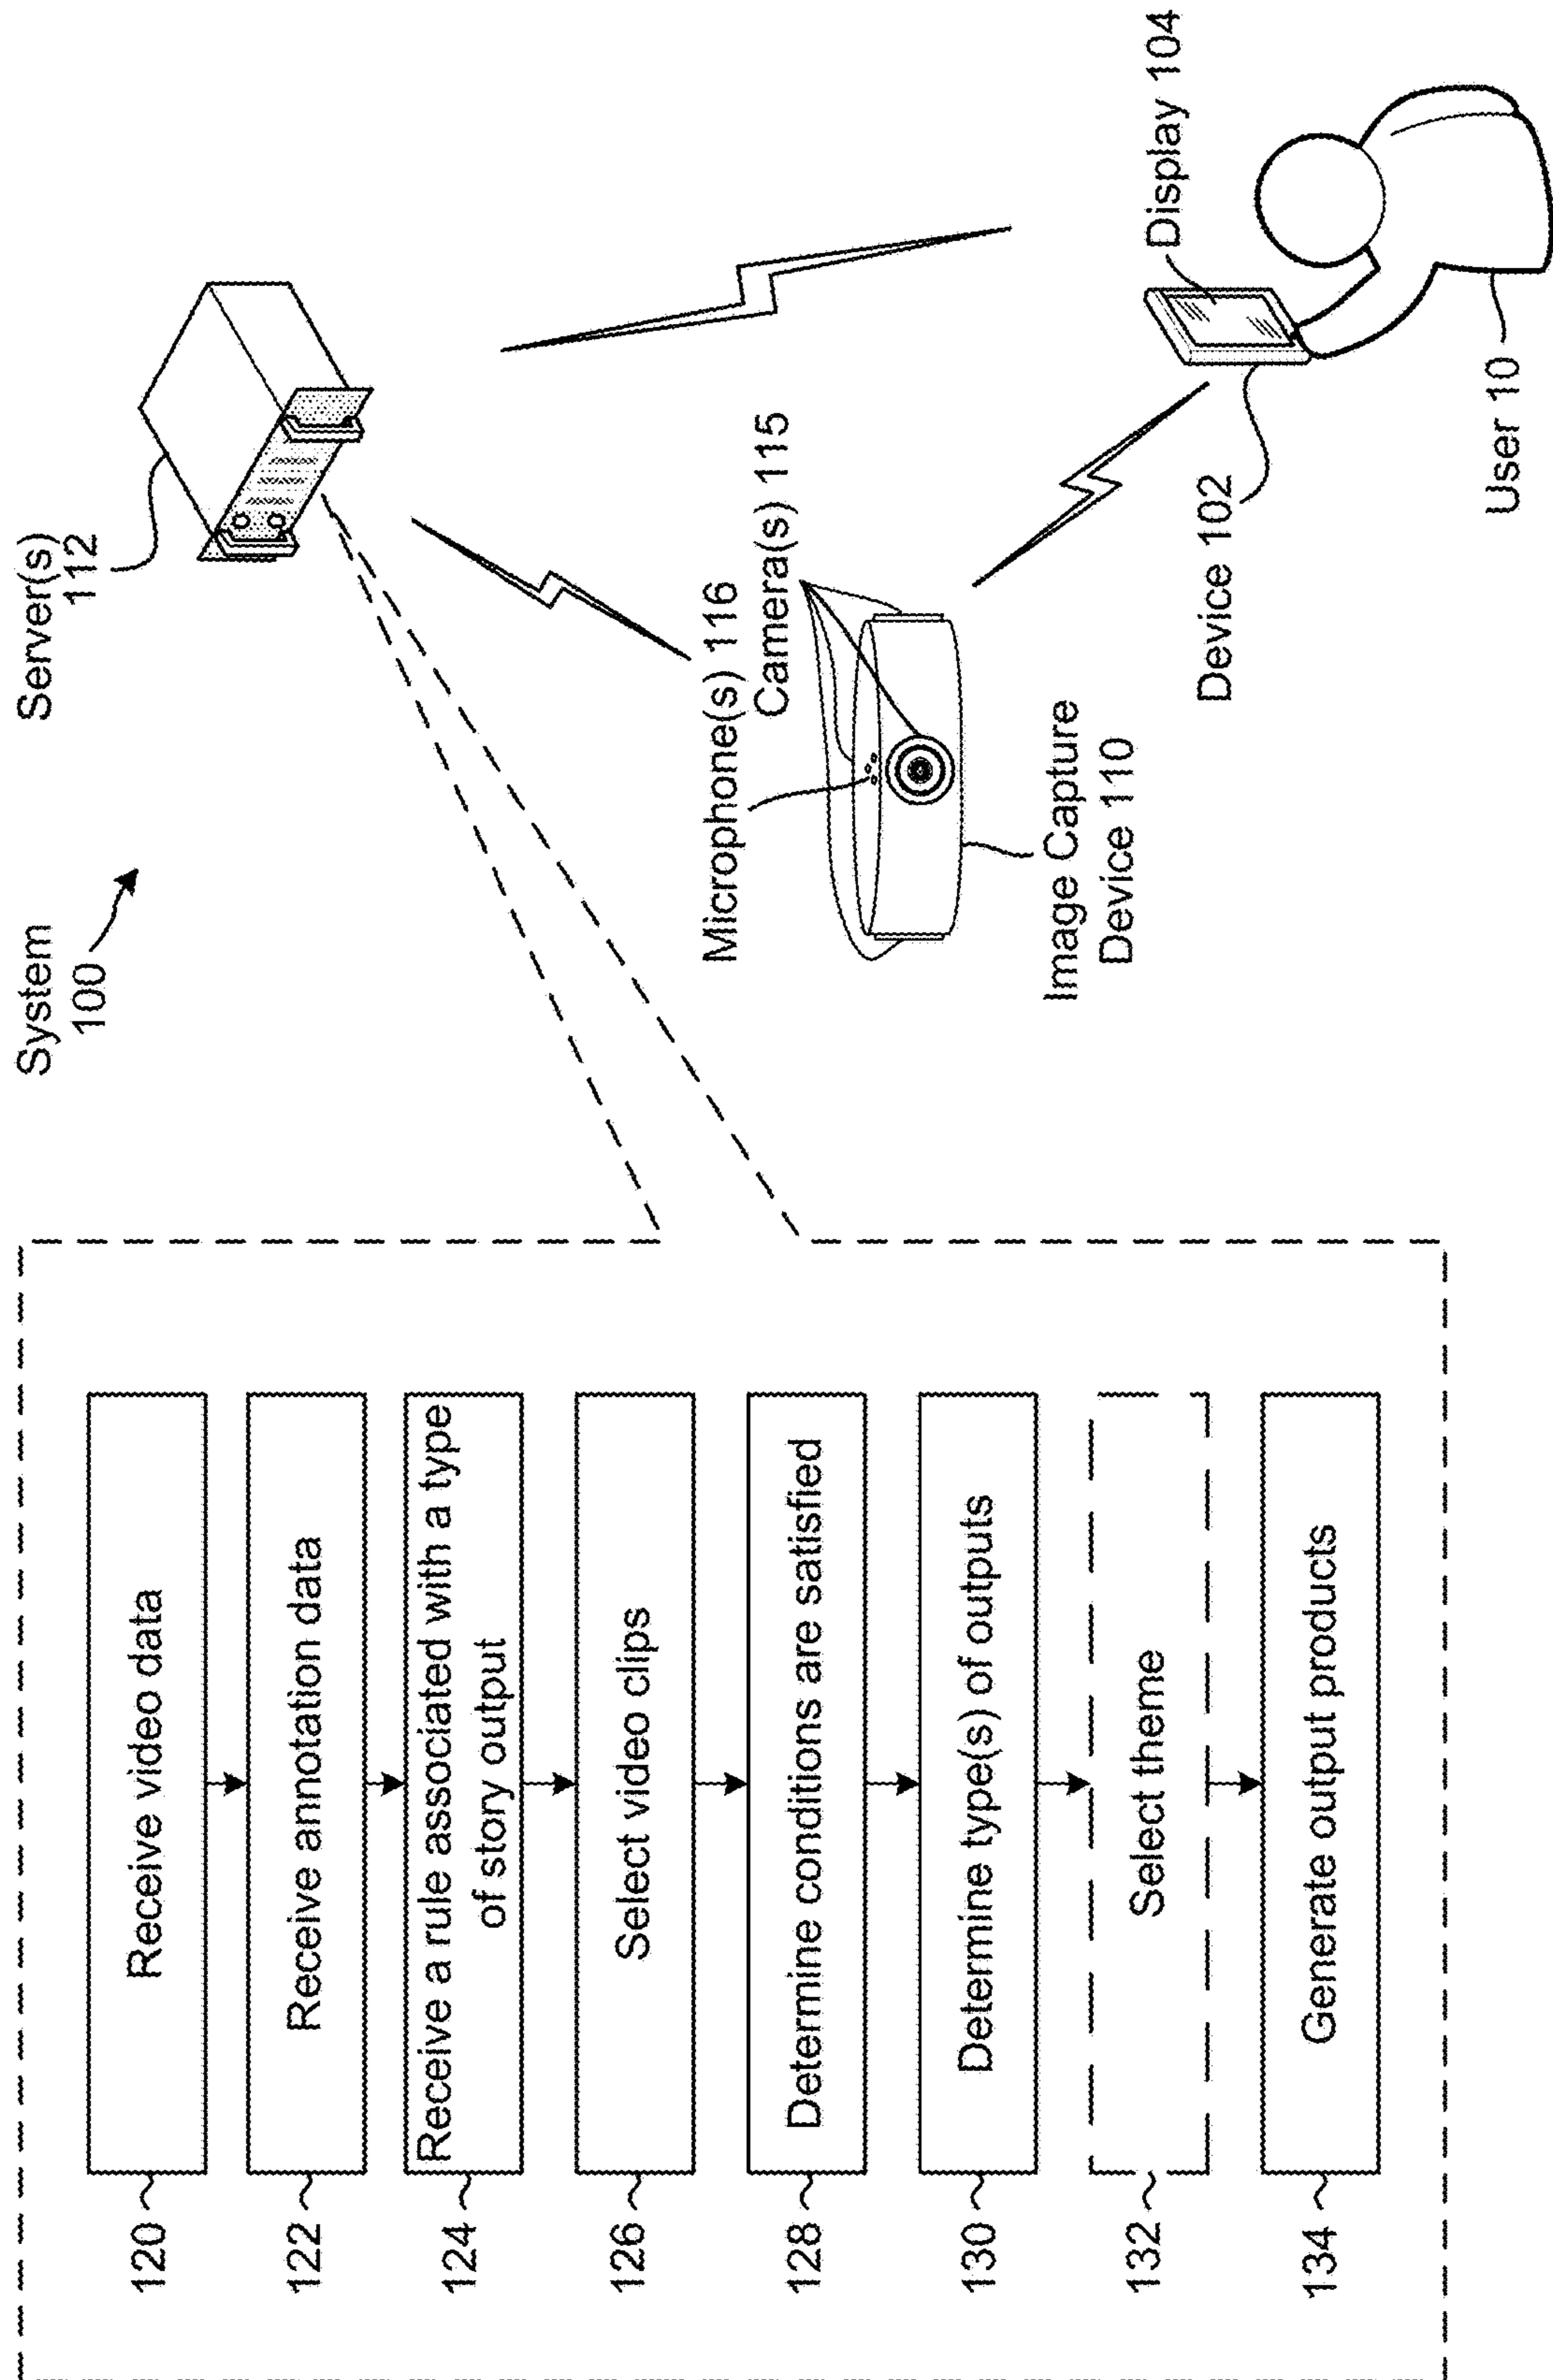 System
100
Server(s)
112
Microphone(s) 116
Camera(s) 115
Image Capture
Device 110
Device 102
Display 104
User 10
120
Receive video data
122
Receive annotation data
124
Receive a rule associated with a type
of story output
126
Select video clips
128
Determine conditions are satisfied
130
Determine type(s) of outputs
132
Select theme
134
Generate output products